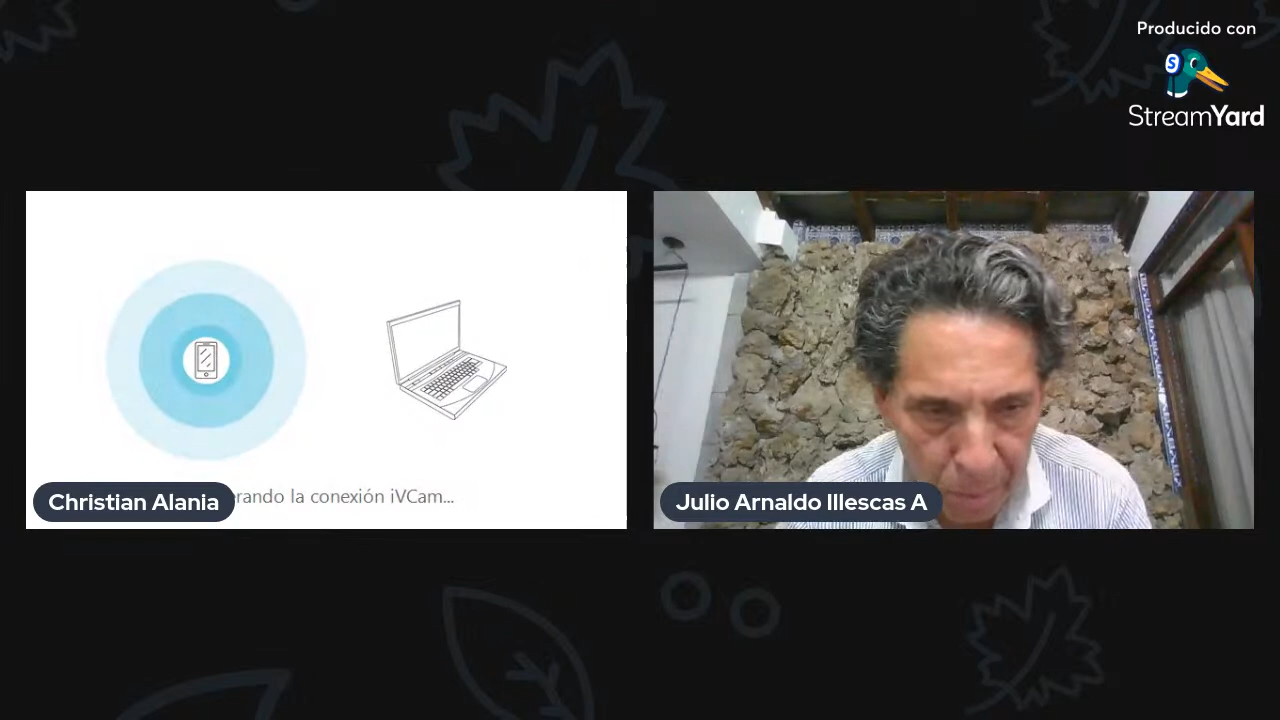 Producido con
S
StreamYard
rando la conexión iVCam...
Christian Alania
Julio Arnaldo Illescas A